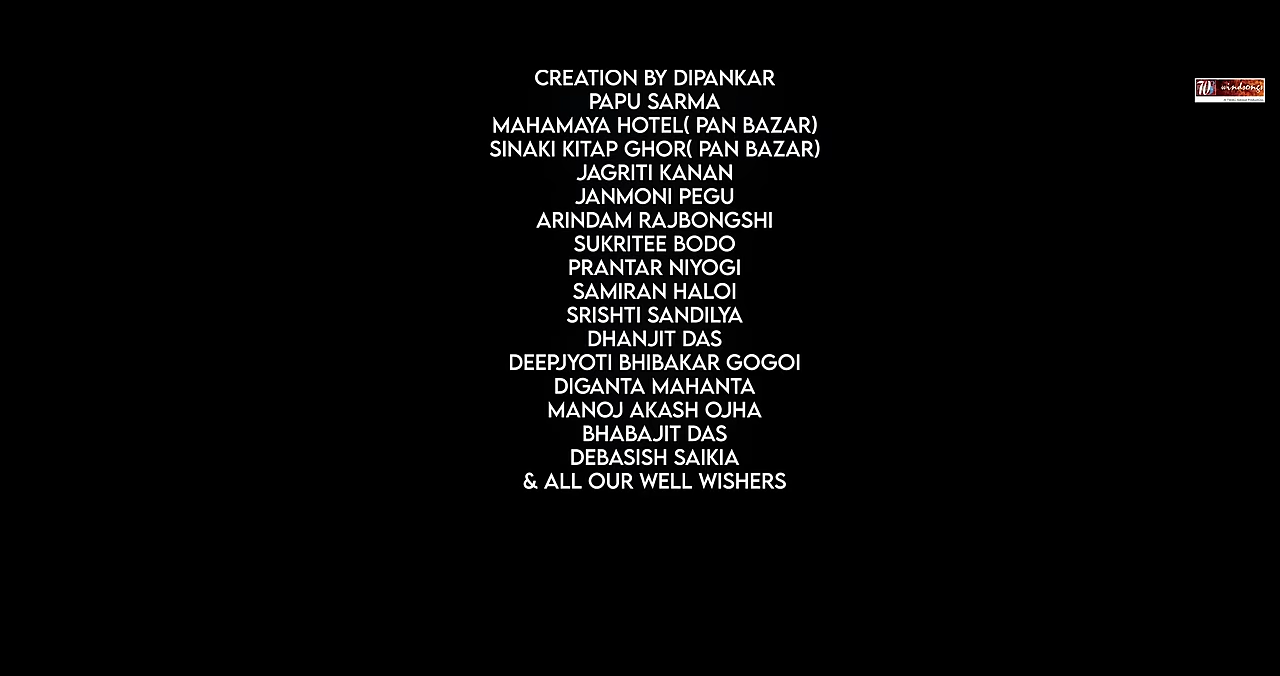 CREATION BY DIPANKAR
PAPU SARMA
MAHAMAYA HOTEL( PAN BAZAR)
SINAKI KITAP GHOR( PAN BAZAR)
JAGRITI KANAN
JANMONI PEGU
ARINDAM RAJBONGSHI
SUKRITEE BODO
PRANTAR NIYOGI
SAMIRAN HALOI
SRISHTI SANDILYA
DHANJIT DAS
DEEPJYOTI BHIBAKAR GOGOI
DIGANTA MAHANTA
MANOJ AKASH OJHA
BHABAJIT DAS
DEBASISH SAIKIA
& ALL OUR WELL WISHERS
windsongs